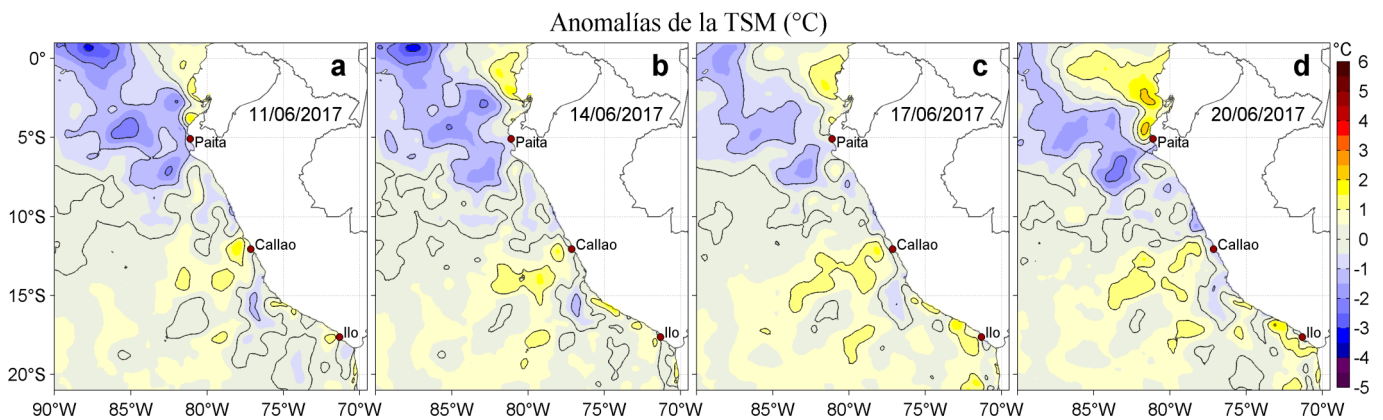 Anomalías de la TSM (°C)
a
11/06/2017
Paita
Callao
Ilo
b
14/06/2017
Paita
Callao
Ilo
c
17/06/2017
Paita
Callao
Ilo
d
20/06/2017
Paita
Callao
Ilo
0°
5°S
10°S
15°S
20°S
90°W 85°W 80°W 75°W 70°W
85°W 80°W 75°W 70°W
85°W 80°W 75°W 70°W
85°W 80°W 75°W 70°W
°C
6
5
4
3
2
1
0
-1
-2
-3
-4
-5